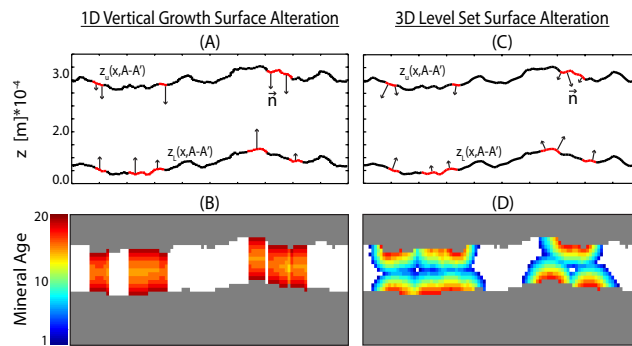 1D Vertical Growth Surface Alteration
3D Level Set Surface Alteration
(A)
(C)
z [m]*10⁻⁴
3.0
2.0
0.0
z_u(x,A-A')
n⃗
z_L(x,A-A')
z_u(x,A-A')
n⃗
z_L(x,A-A')
(B)
(D)
Mineral Age
20
10
1